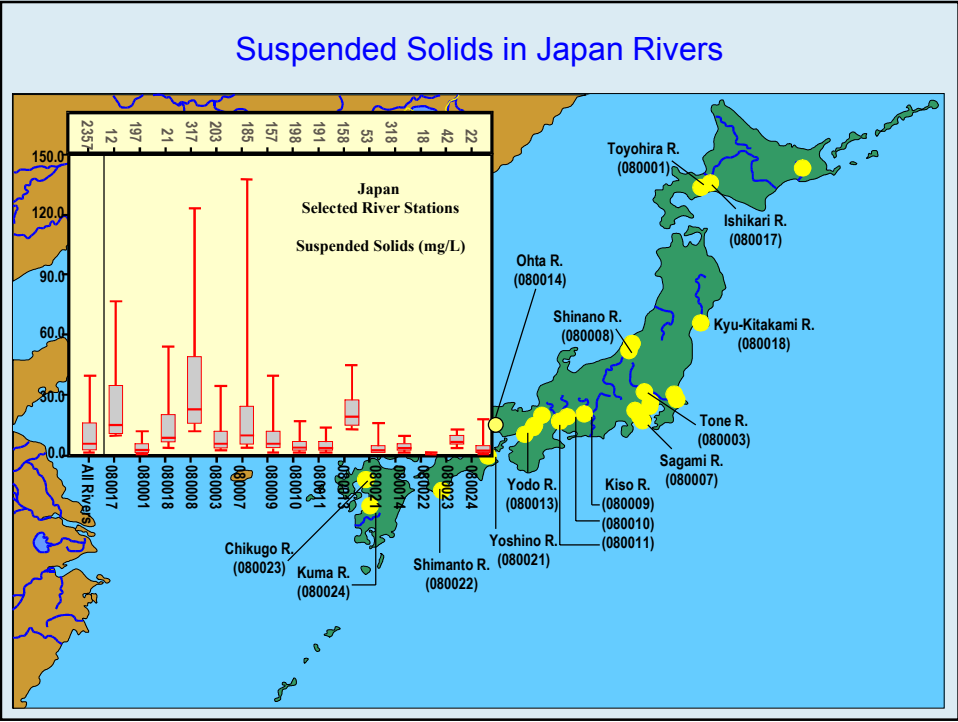 Suspended Solids in Japan Rivers
2357
12
197
21
317
203
185
157
198
191
158
53
318
18
42
22
150.0
120.0
90.0
60.0
30.0
0.0
Japan
Selected River Stations
Suspended Solids (mg/L)
All Rivers
080017
080001
080018
080008
080003
080007
080009
080010
080011
080013
080021
080014
080022
080023
060024
Toyohira R.
(080001)
Ishikari R.
(080017)
Ohta R.
(080014)
Shinano R.
(080008)
Kyu-Kitakami R.
(080018)
Tone R.
(080003)
Sagami R.
(080007)
Kiso R.
(080009)
(080010)
(080011)
Yodo R.
(080013)
Yoshino R.
(080021)
Shimanto R.
(080022)
Chikugo R.
(080023)
Kuma R.
(080024)